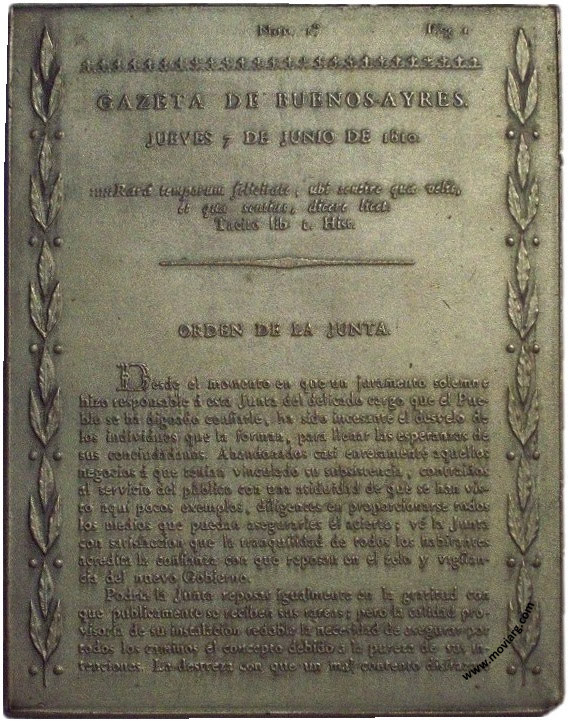 Núm. 1º Pág. 1
GAZETA DE BUENOS-AYRES.
JUEVES 7 DE JUNIO DE 1810.
::::::Rará temporum felicitate, ubi sentire quæ velis,
et quæ sentias, dicere licet.
Tacito lib 1. Hist.
ORDEN DE LA JUNTA
Desde el momento en que un juramento solemne
hizo responsable á esta Junta del delicado cargo que el Pue-
blo se ha dignado confiarle, ha sido incesante el desvelo de
los individuos que la forman, para llenar las esperanzas de
sus conciudadanos. Abandonados casi enteramente aquellos
negocios á que tenian vinculado su subsistencia, contraidos
al servicio del público con una asiduidad de que se han vis-
to aquí pocos exemplos, diligentes en proporcionarse todos
los medios que puedan asegurarles el acierto; vé la Junta
con satisfaccion que la tranquilidad de todos los habitantes
acredita la confianza con que reposan en el zelo y vigilan-
cia del nuevo Gobierno.
Podria la Junta reposar igualmente en la gratitud con
que publicamente se reciben sus tareas; pero la calidad pro-
visoria de su instalacion redobla la necesidad de asegurar por
todos los caminos el concepto debido á la pureza de sus in-
tenciones. La destreza con que un mal contento disfrazan
www.moviarg.com